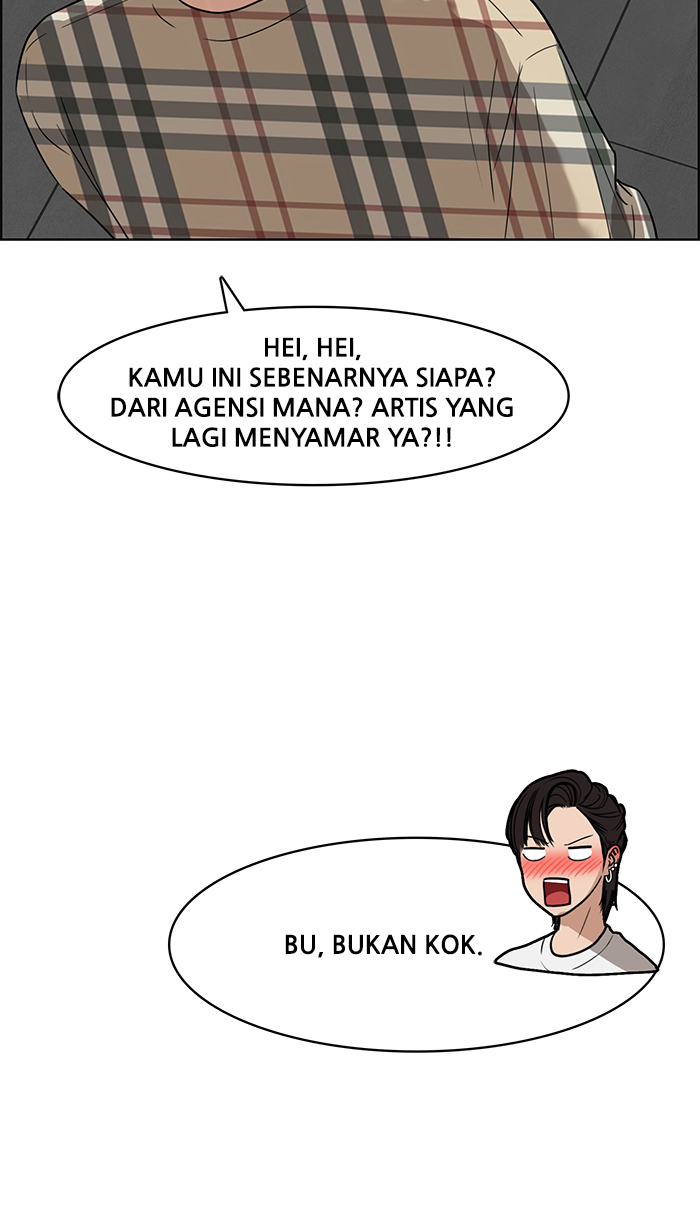 HEI, HEI,
KAMU INI SEBENARNYA SIAPA?
DARI AGENSI MANA? ARTIS YANG
LAGI MENYAMAR YA?!!
BU, BUKAN KOK.